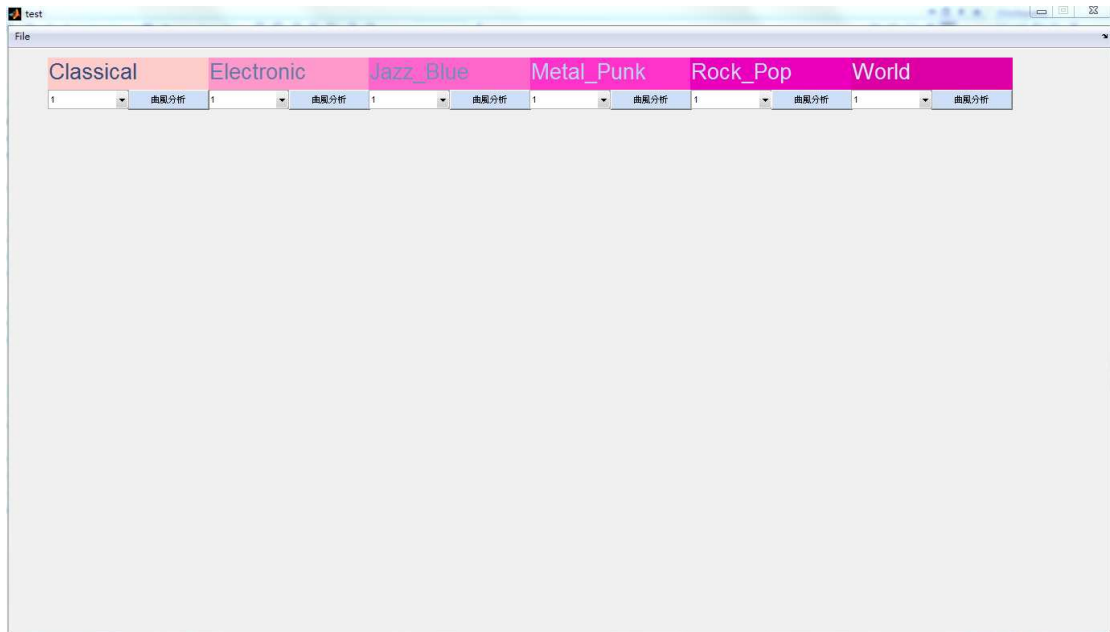 test
File
Classical Electronic Jazz_Blue Metal_Punk Rock_Pop World
1 曲風分析 1 曲風分析 1 曲風分析 1 曲風分析 1 曲風分析 1 曲風分析